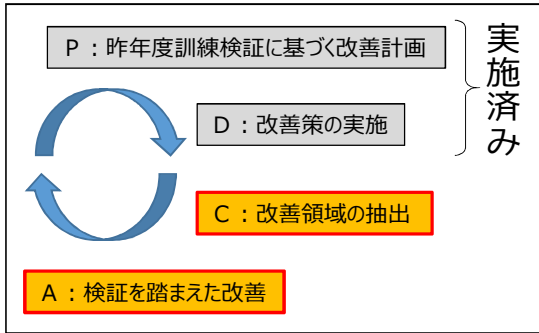 P：昨年度訓練検証に基づく改善計画
実施済み
D：改善策の実施
C：改善領域の抽出
A：検証を踏まえた改善